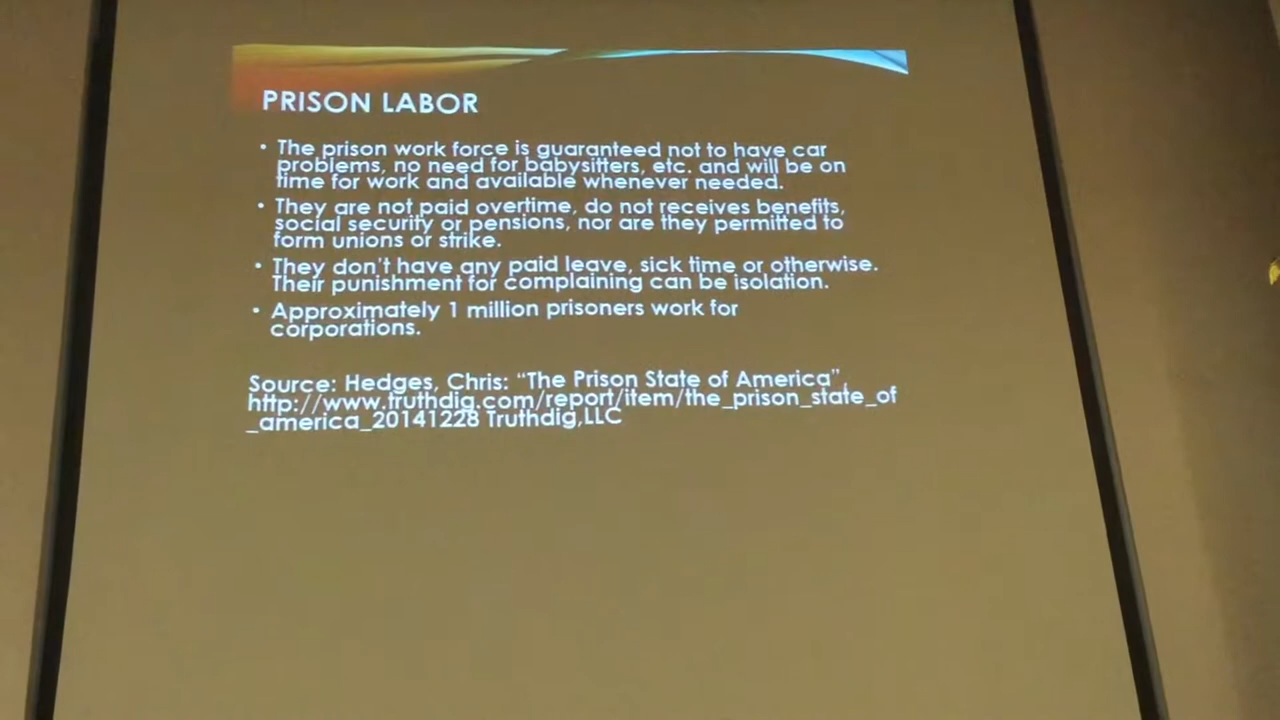 PRISON LABOR
• The prison work force is guaranteed not to have car
problems, no need for babysitters, etc. and will be on
time for work and available whenever needed.
• They are not paid overtime, do not receives benefits,
social security or pensions, nor are they permitted to
form unions or strike.
• They don't have any paid leave, sick time or otherwise.
Their punishment for complaining can be isolation.
• Approximately 1 million prisoners work for
corporations.
Source: Hedges, Chris: “The Prison State of America”,
http://www.truthdig.com/report/item/the_prison_state_of
_america_20141228 Truthdig,LLC